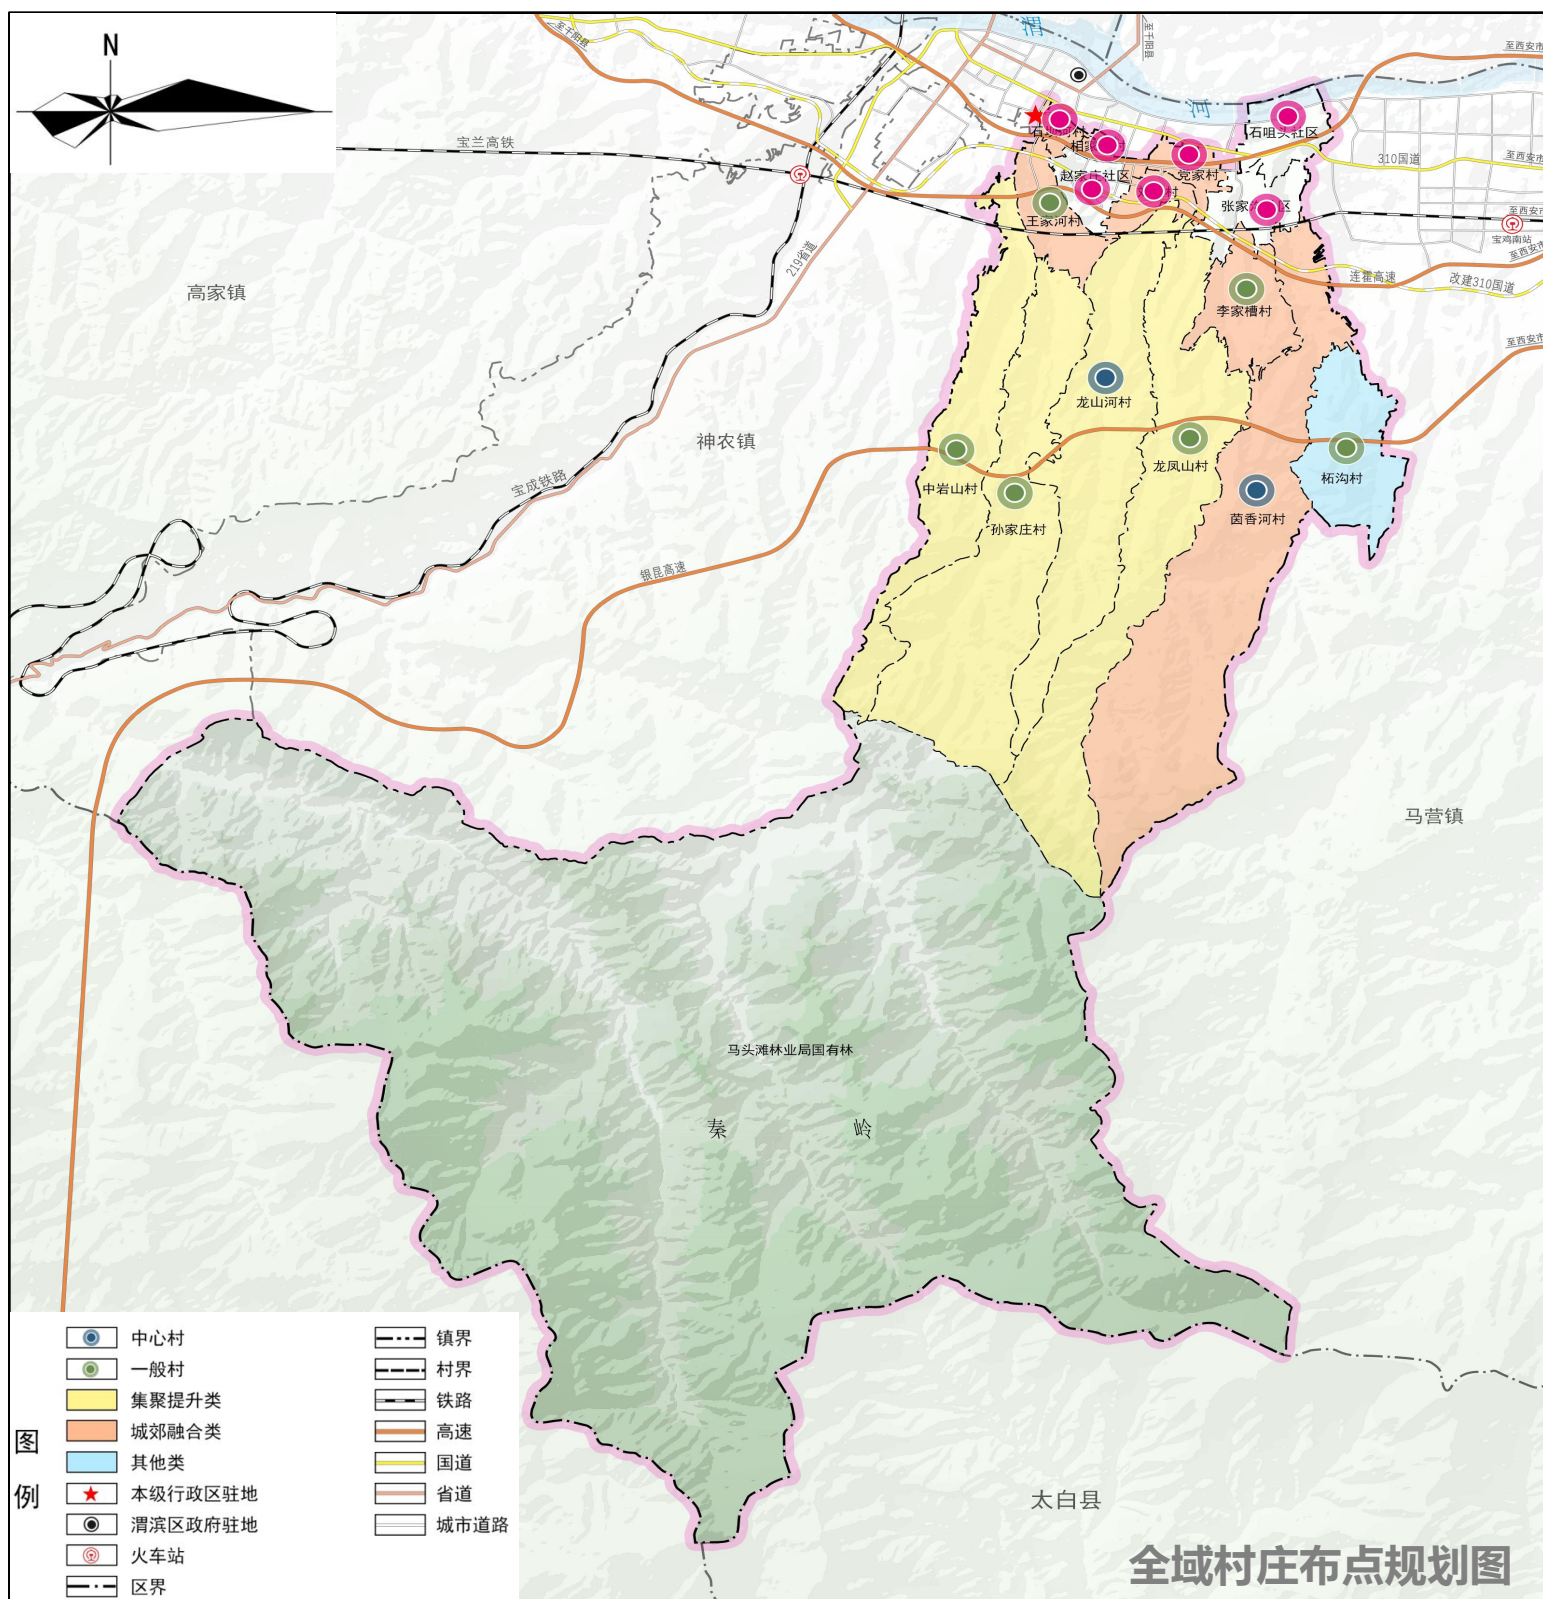 N
至千阳县
渭
至千阳县
至西安市
河
宝兰高铁
石咀头社区
310国道
至西安市
党家村
赵家庄社区
王家河村
至西安市
宝鸡南站
至西安市
219省道
连霍高速
改建310国道
高家镇
李家槽村
至西安市
龙山河村
神农镇
龙凤山村
柘沟村
中岩山村
宝成铁路
茵香河村
孙家庄村
银昆高速
马营镇
马头滩林业局国有林
秦岭
太白县
图例
中心村
一般村
集聚提升类
城郊融合类
其他类
本级行政区驻地
渭滨区政府驻地
火车站
区界
镇界
村界
铁路
高速
国道
省道
城市道路
全域村庄布点规划图